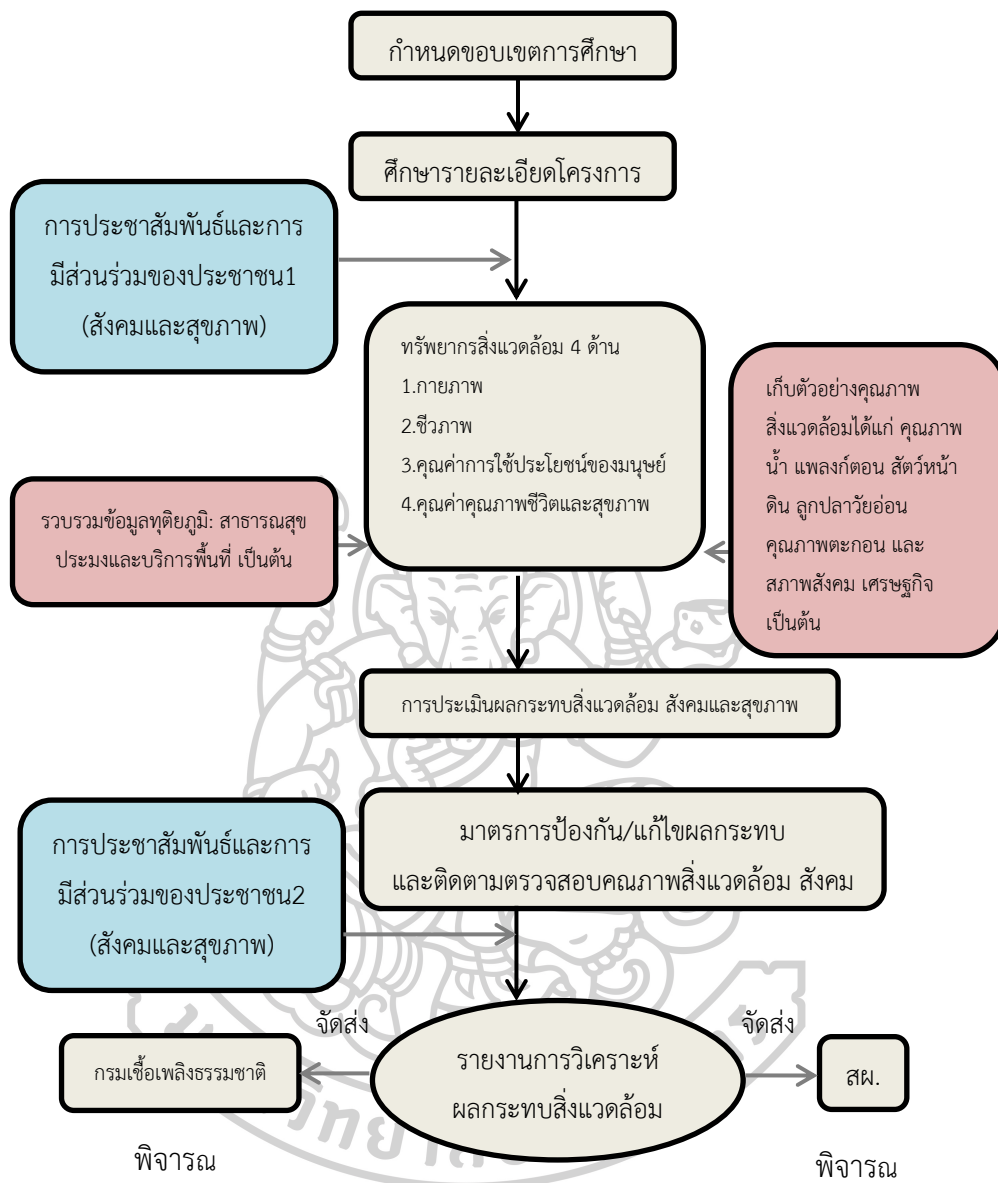 กำหนดขอบเขตการศึกษา
ศึกษารายละเอียดโครงการ
การประชาสัมพันธ์และการ
มีส่วนร่วมของประชาชน1
(สังคมและสุขภาพ)
ทรัพยากรสิ่งแวดล้อม 4 ด้าน
1.กายภาพ
2.ชีวภาพ
3.คุณค่าการใช้ประโยชน์ของมนุษย์
4.คุณค่าคุณภาพชีวิตและสุขภาพ
เก็บตัวอย่างคุณภาพ
สิ่งแวดล้อมได้แก่ คุณภาพ
น้ำ แพลงก์ตอน สัตว์หน้า
ดิน ลูกปลาวัยอ่อน
คุณภาพตะกอน และ
สภาพสังคม เศรษฐกิจ
เป็นต้น
รวบรวมข้อมูลทุติยภูมิ: สาธารณสุข
ประมงและบริการพื้นที่ เป็นต้น
การประเมินผลกระทบสิ่งแวดล้อม สังคมและสุขภาพ
มาตรการป้องกัน/แก้ไขผลกระทบ
และติดตามตรวจสอบคณภาพสิ่งแวดล้อม สังคม
การประชาสัมพันธ์และการ
มีส่วนร่วมของประชาชน2
(สังคมและสุขภาพ)
จัดส่ง
จัดส่ง
รายงานการวิเคราะห์
ผลกระทบสิ่งแวดล้อม
กรมเชื้อเพลิงธรรมชาติ
สผ.
พิจารณ
พิจารณ